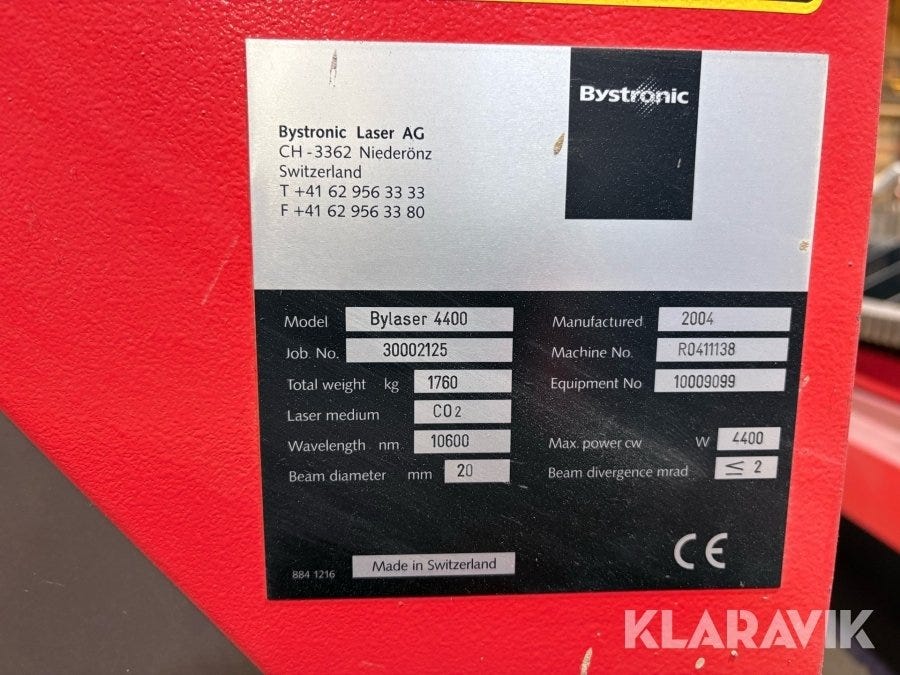 Bystronic
Bystronic Laser AG
CH-3362 Niederönz
Switzerland
T +41 62 956 33 33
F +41 62 956 33 80
Model Bylaser 4400
Job. No. 30002125
Total weight kg 1760
Laser medium CO2
Wavelength nm 10600
Beam diameter mm 20
Manufactured 2004
Machine No. R0411138
Equipment No 10009099
Max. power cw W 4400
Beam divergence mrad ≤ 2
CE
884 1216
Made in Switzerland
KLARAVIK